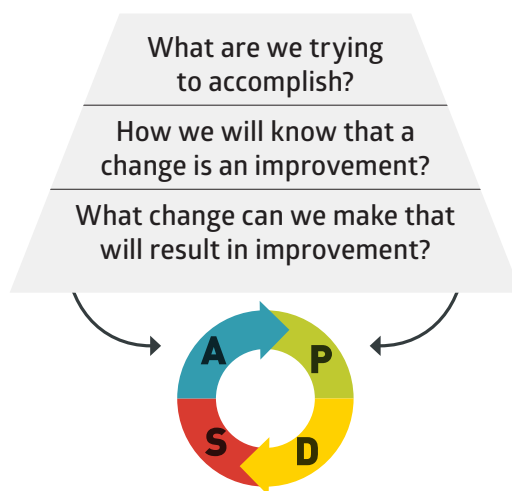 What are we trying
to accomplish?
How we will know that a
change is an improvement?
What change can we make that
will result in improvement?
A
P
S
D